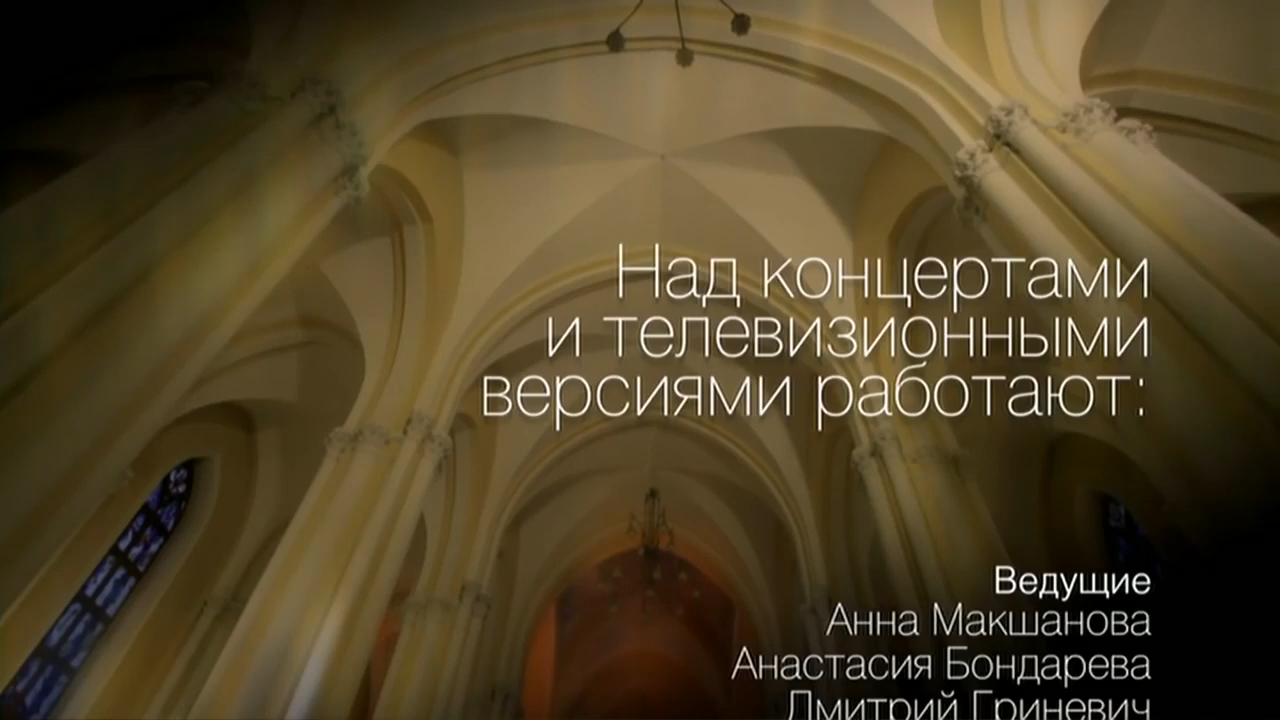 Над концертами
и телевизионными
версиями работают:
Ведущие
Анна Макшанова
Анастасия Бондарева
Дмитрий Гриневич